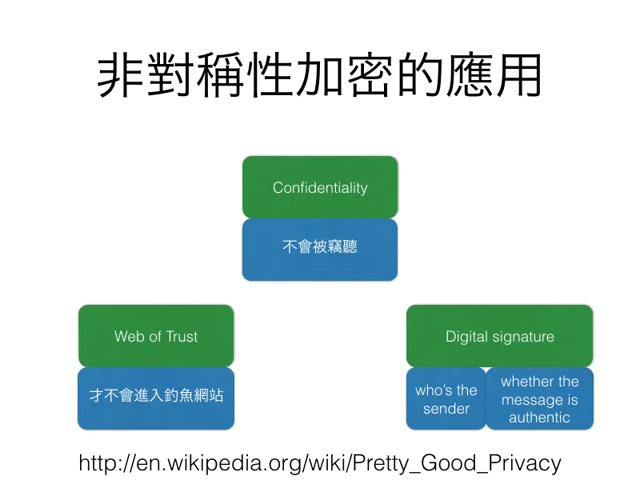 非對稱性加密的應用
Confidentiality
不會被竊聽
Web of Trust
才不會進入釣魚網站
Digital signature
who's the
sender
whether the
message is
authentic
http://en.wikipedia.org/wiki/Pretty_Good_Privacy